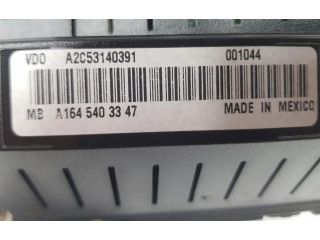 VDO A2C53140391 001044
MB A164 540 33 47 MADE IN MEXICO